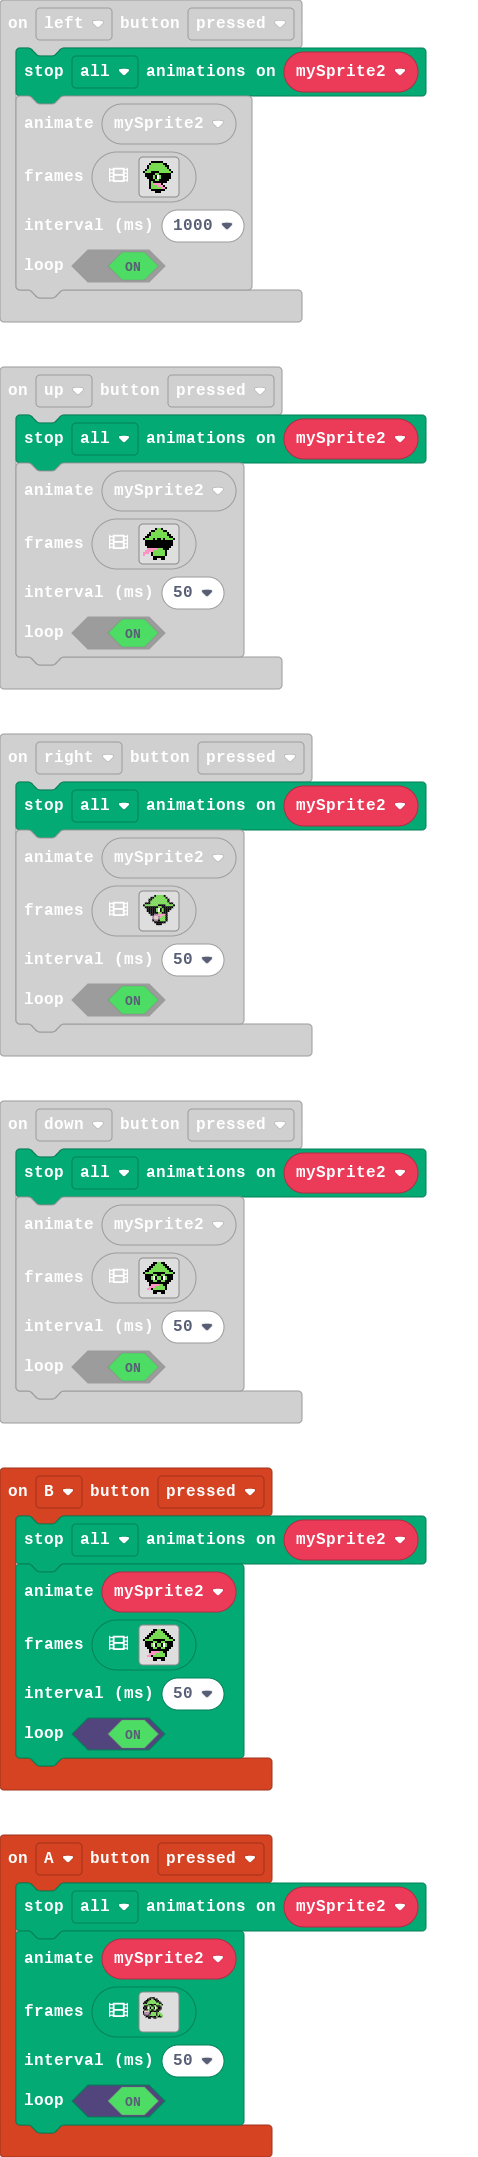 on left button pressed
stop all animations on mySprite2
animate mySprite2
frames
interval (ms) 1000
loop ON
on up button pressed
stop all animations on mySprite2
animate mySprite2
frames
interval (ms) 50
loop ON
on right button pressed
stop all animations on mySprite2
animate mySprite2
frames
interval (ms) 50
loop ON
on down button pressed
stop all animations on mySprite2
animate mySprite2
frames
interval (ms) 50
loop ON
on B button pressed
stop all animations on mySprite2
animate mySprite2
frames
interval (ms) 50
loop ON
on A button pressed
stop all animations on mySprite2
animate mySprite2
frames
interval (ms) 50
loop ON